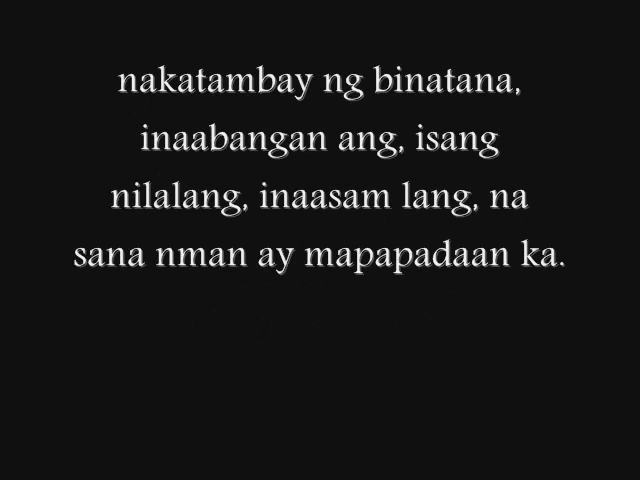 nakatambay ng binatana,
inaabangan ang, isang
nilalang, inaasam lang, na
sana nman ay mapapadaan ka.